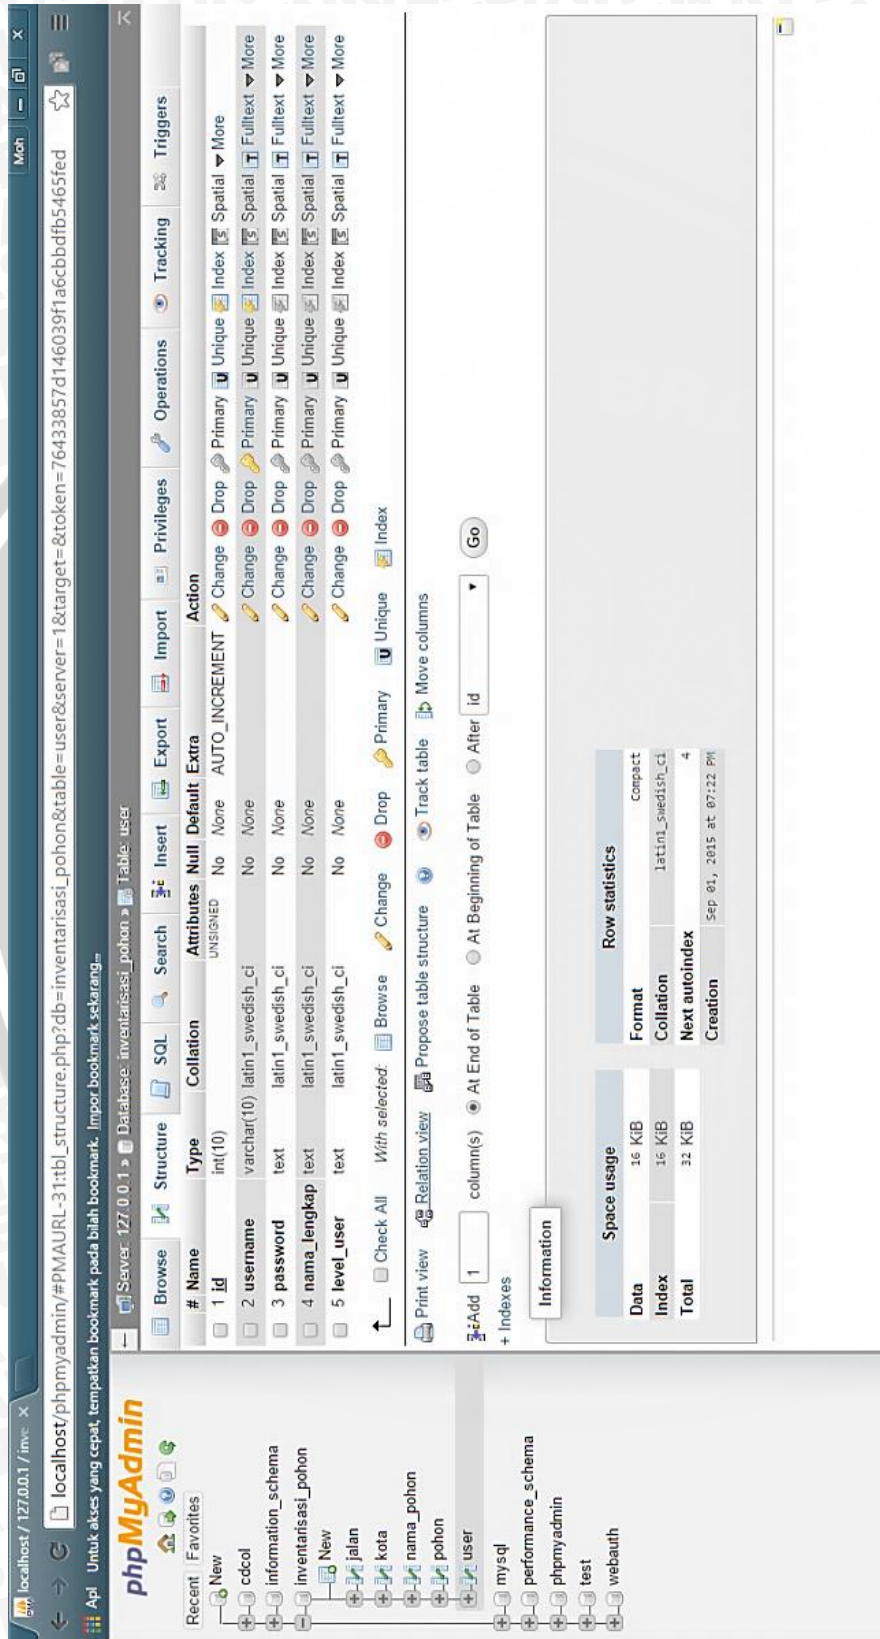 localhost / 127.0.0.1 / inve
Moh
localhost/phpmyadmin/#PMAURL-31:tbl_structure.php?db=inventarisasi_pohon&table=user&server=1&target=&token=76433857d146039f1a6cbbdfb5465fed
Apl Untuk akses yang cepat, tempatkan bookmark pada bilah bookmark. Impor bookmark sekarang...
phpMyAdmin
Recent Favorites
New
cdcol
information_schema
inventarisasi_pohon
New
jalan
kota
nama_pohon
pohon
user
mysql
performance_schema
phpmyadmin
test
webauth
Server: 127.0.0.1 » Database: inventarisasi_pohon » Table: user
Browse Structure SQL Search Insert Export Import Privileges Operations Tracking Triggers
# Name Type Collation Attributes Null Default Extra Action
1 id int(10) UNSIGNED No None AUTO_INCREMENT Change Drop Primary Unique Index Spatial More
2 username varchar(10) latin1_swedish_ci No None Change Drop Primary Unique Index Spatial Fulltext More
3 password text latin1_swedish_ci No None Change Drop Primary Unique Index Spatial Fulltext More
4 nama_lengkap text latin1_swedish_ci No None Change Drop Primary Unique Index Spatial Fulltext More
5 level_user text latin1_swedish_ci No None Change Drop Primary Unique Index Spatial Fulltext More
Check All With selected: Browse Change Drop Primary Unique Index
Print view Relation view Propose table structure Track table Move columns
Add 1 column(s) At End of Table At Beginning of Table After id Go
+ Indexes
Information
Space usage
Data 16 KiB
Index 16 KiB
Total 32 KiB
Row statistics
Format Compact
Collation latin1_swedish_ci
Next autoindex 4
Creation Sep 01, 2015 at 07:22 PM